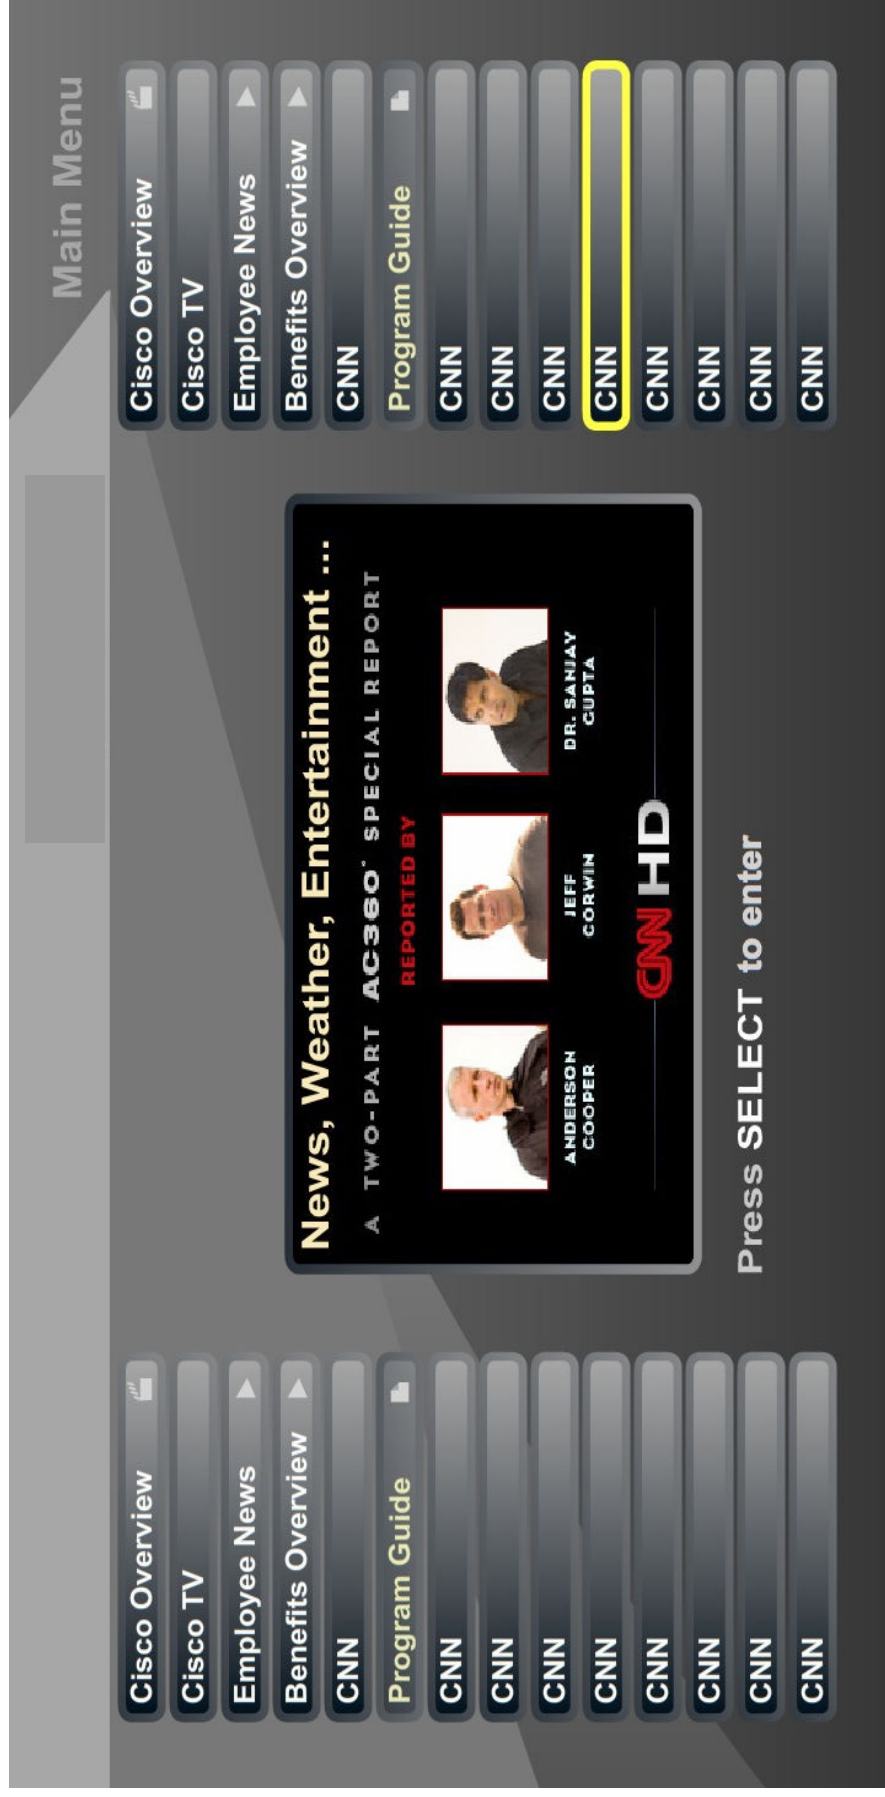 Main Menu
Cisco Overview
Cisco TV
Employee News
Benefits Overview
CNN
Program Guide
CNN
CNN
CNN
CNN
CNN
CNN
CNN
CNN
News, Weather, Entertainment ...
A TWO-PART AC360° SPECIAL REPORT
REPORTED BY
ANDERSON
COOPER
JEFF
CORWIN
DR. SANJAY
GUPTA
CNN HD
Press SELECT to enter
Cisco Overview
Cisco TV
Employee News
Benefits Overview
CNN
Program Guide
CNN
CNN
CNN
CNN
CNN
CNN
CNN
CNN